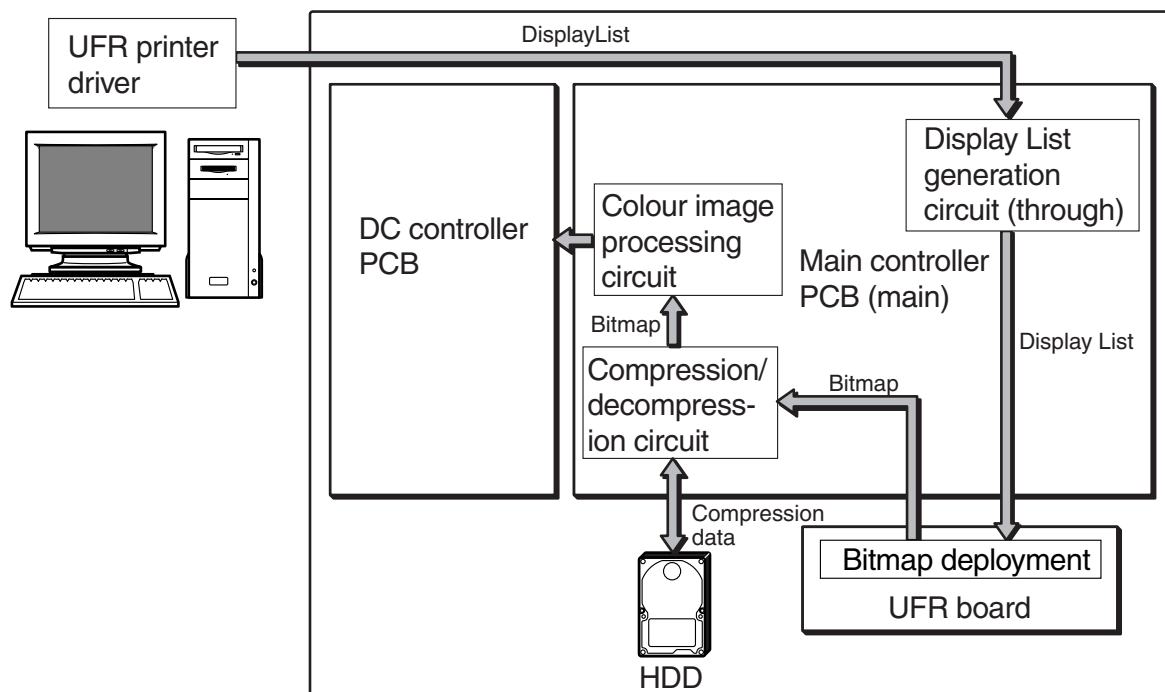 UFR printer
driver
DisplayList
Display List
generation
circuit (through)
Colour image
processing
circuit
DC controller
PCB
Main controller
PCB (main)
Bitmap
Display List
Compression/
decompress-
ion circuit
Bitmap
Compression
data
Bitmap deployment
UFR board
HDD